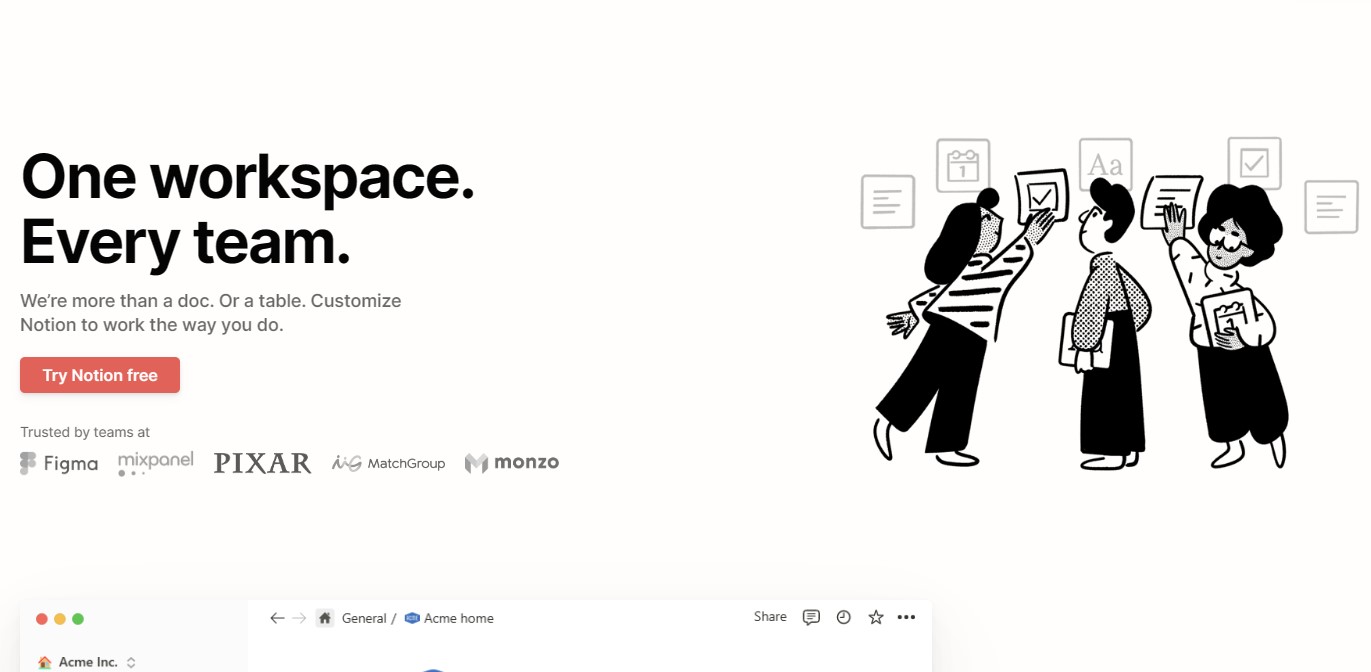 One workspace.
Every team.
We're more than a doc. Or a table. Customize
Notion to work the way you do.
Try Notion free
Trusted by teams at
Figma mixpanel PIXAR MG MatchGroup monzo
1
Aa
1
General / Acme home
Share
Acme Inc.